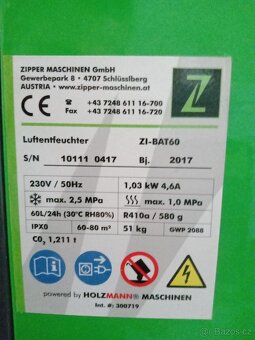 ZIPPER MASCHINEN GmbH
Gewerbepark 8 · 4707 Schlüsslberg
AUSTRIA · www.zipper-maschinen.at
CE ☎ +43 7248 611 16-700
Fax +43 7248 611 16-720
Z
Luftentfeuchter ZI-BAT60
S/N 10111 0417 Bj. 2017
230V / 50Hz 1,03 kW 4,6A
max. 2,5 MPa max. 1,0 MPa
60L/24h (30°C RH80%) R410a / 580 g
IPX0 60-80 m² 51 kg GWP 2088
CO₂ 1,211 t
powered by HOLZMANN® MASCHINEN
Int. #: 300719
Bazoš.cz